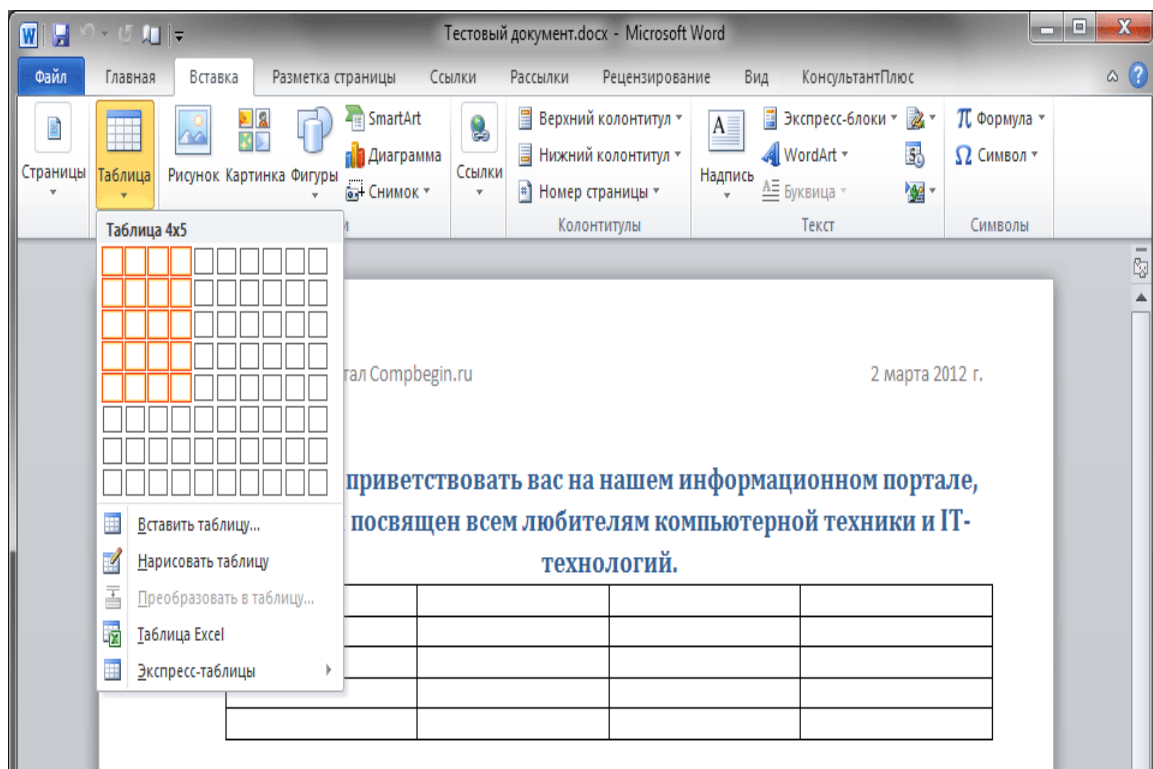 Тестовый документ.docx - Microsoft Word
Файл Главная Вставка Разметка страницы Ссылки Рассылки Рецензирование Вид КонсультантПлюс
Страницы
Таблица
Рисунок Картинка Фигуры
SmartArt
Диаграмма
Снимок
Ссылки
Верхний колонтитул
Нижний колонтитул
Номер страницы
Колонтитулы
Надпись
Экспресс-блоки
WordArt
Буквица
Текст
Формула
Символ
Символы
Таблица 4x5
Вставить таблицу...
Нарисовать таблицу
Преобразовать в таблицу...
Таблица Excel
Экспресс-таблицы
Compbegin.ru 2 марта 2012 г.
приветствовать вас на нашем информационном портале,
посвящен всем любителям компьютерной техники и IT-
технологий.